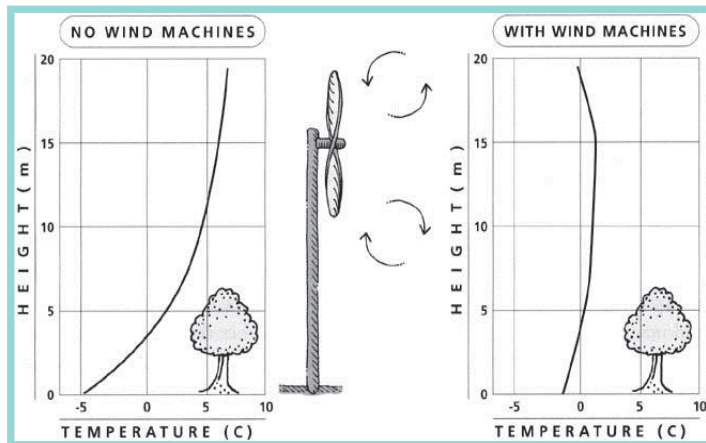 NO WIND MACHINES
WITH WIND MACHINES
HEIGHT (m)
20
15
10
5
0
-5 0 5 10
TEMPERATURE (C)
HEIGHT (m)
20
15
10
5
0
-5 0 5 10
TEMPERATURE (C)